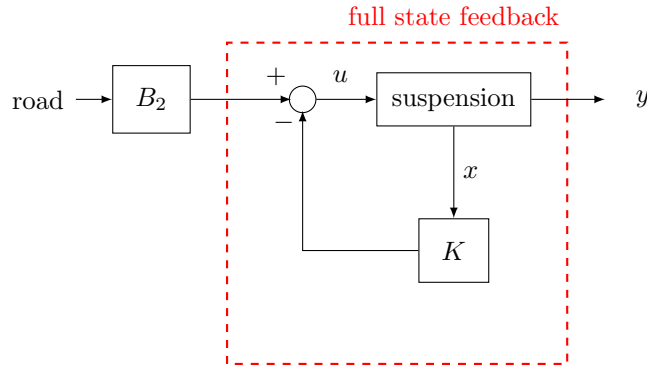 full state feedback
road
B₂
+
−
u
suspension
y
x
K